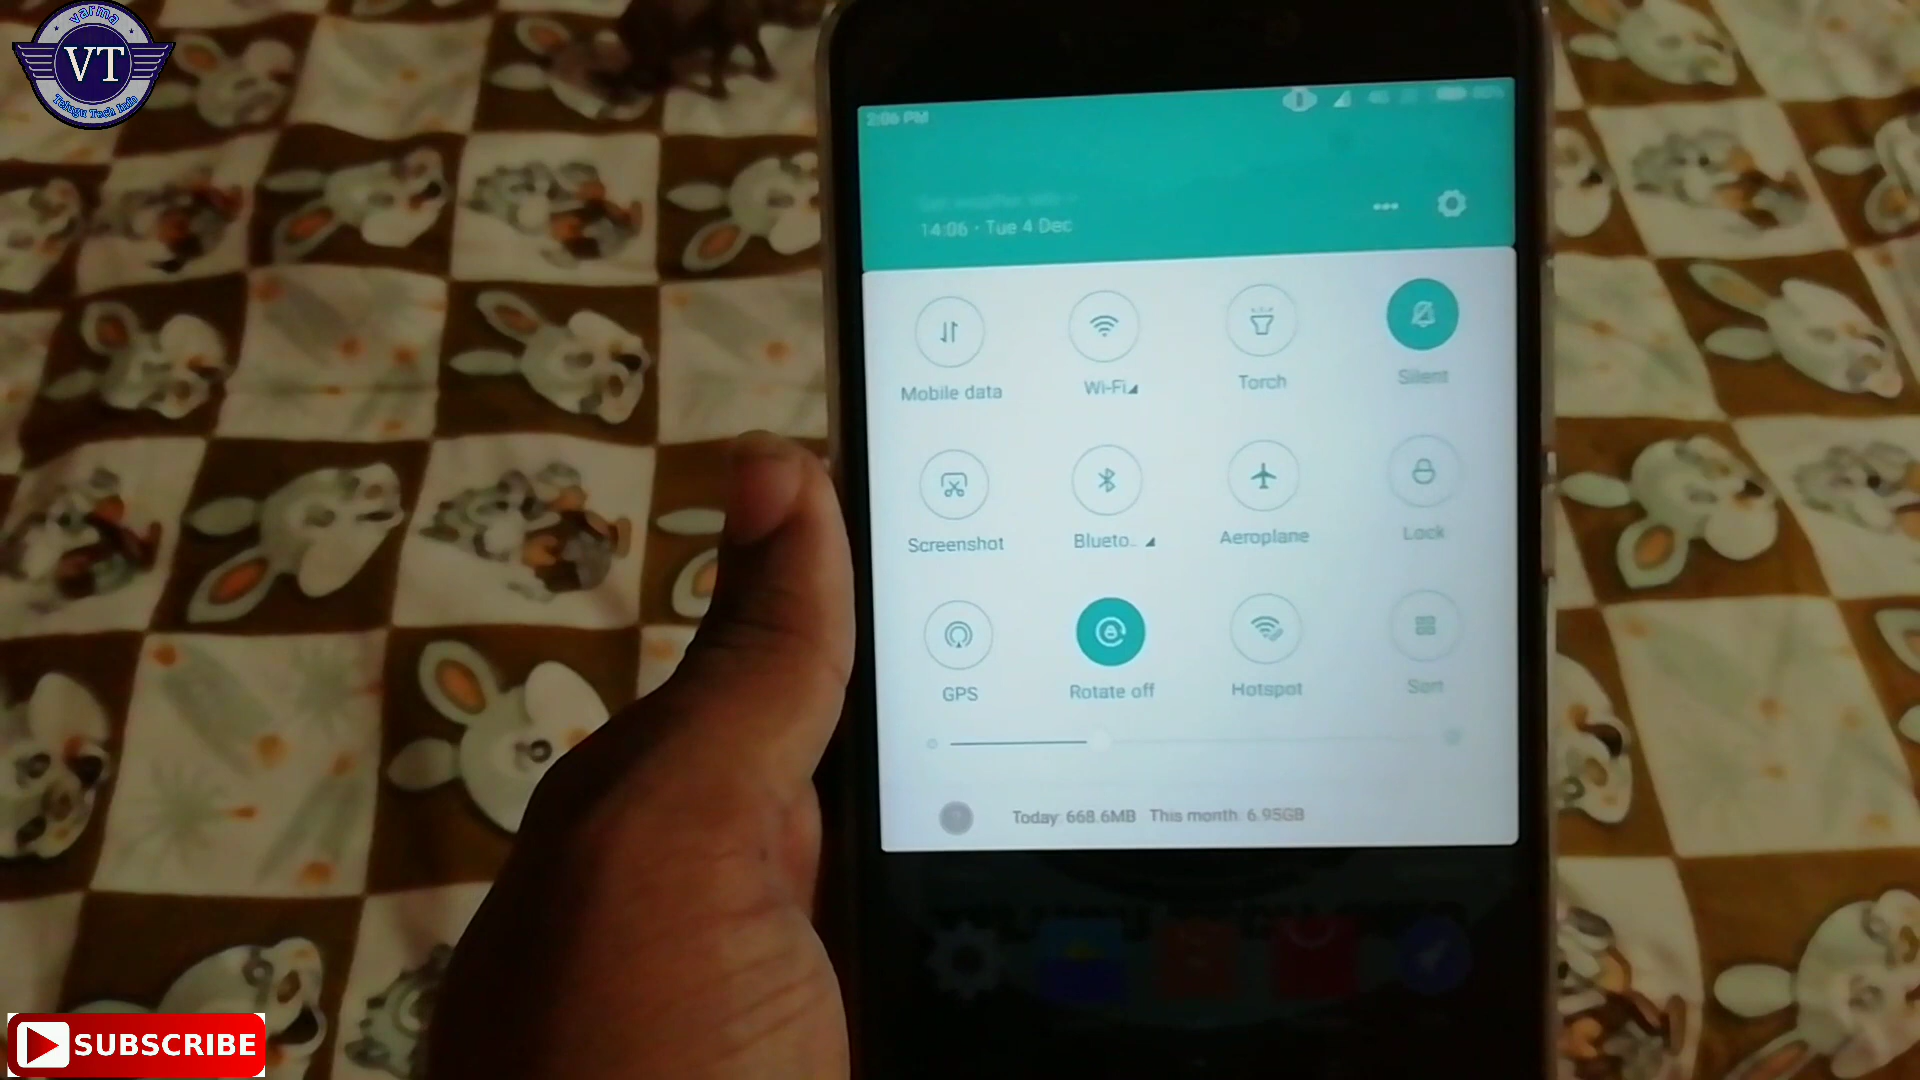 varma
VT
Telugu Tech Info
2:06 PM
14:06 • Tue 4 Dec
Mobile data
Wi-Fi
Torch
Silent
Screenshot
Blueto..
Aeroplane
Lock
GPS
Rotate off
Hotspot
Sort
Today: 668.6MB This month: 6.95GB
SUBSCRIBE